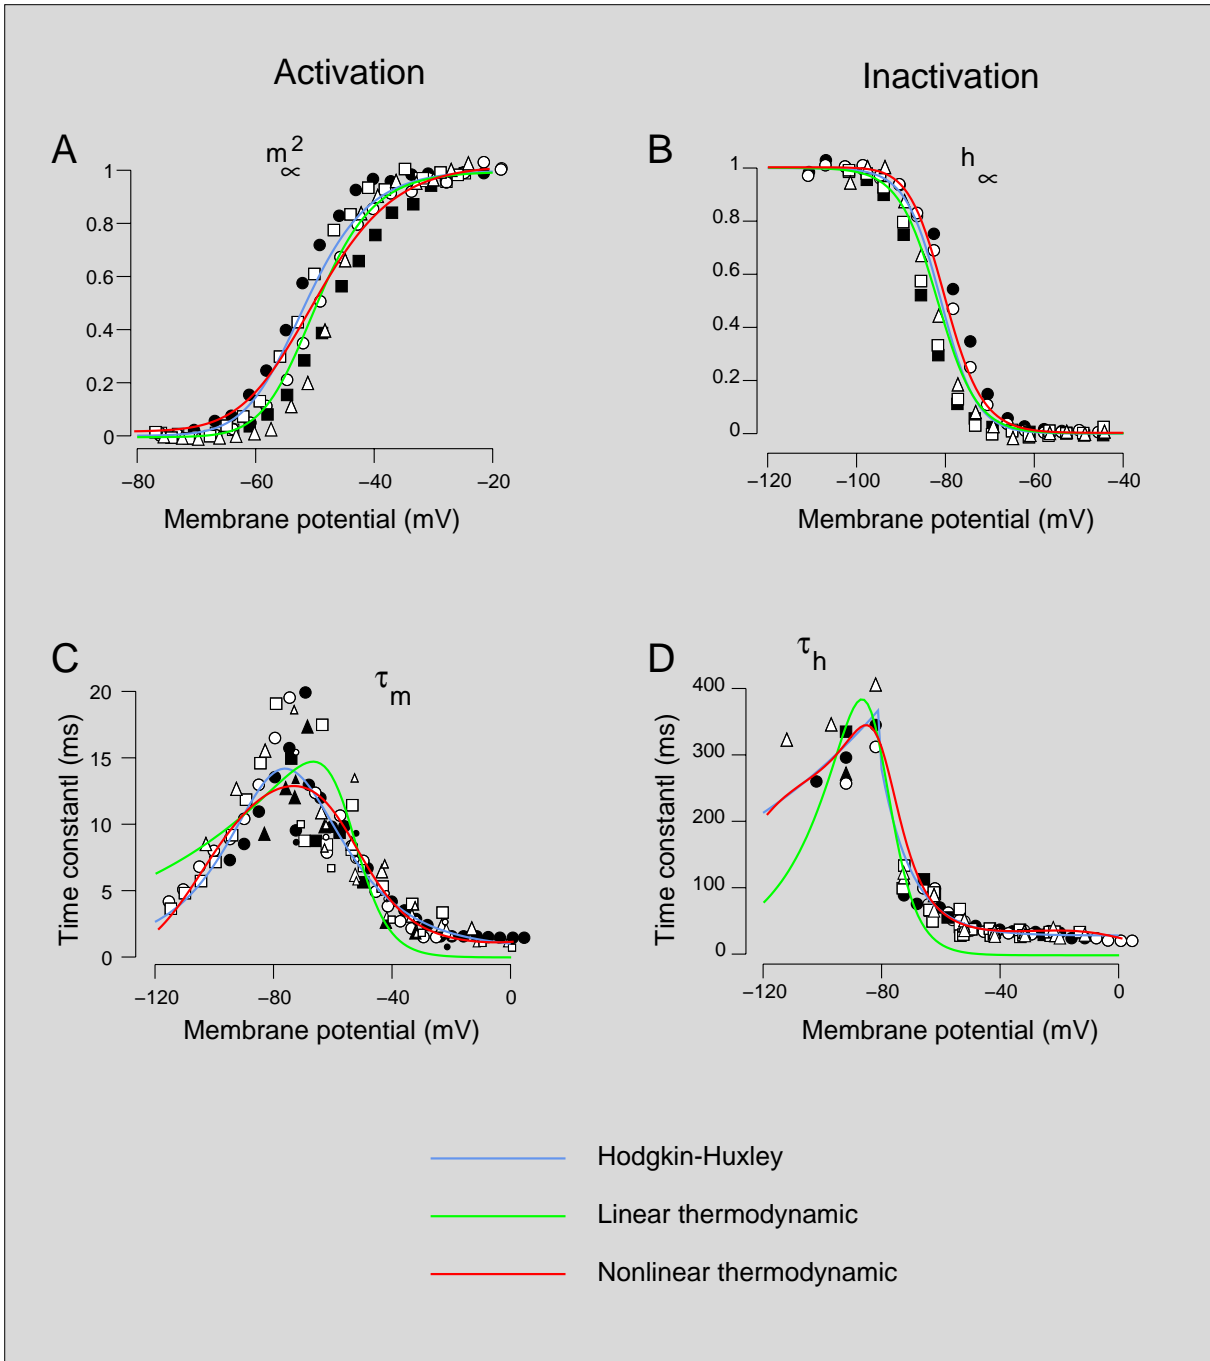 Activation
Inactivation
A
m∞²
1
0.8
0.6
0.4
0.2
0
−80 −60 −40 −20
Membrane potential (mV)
B
h∞
1
0.8
0.6
0.4
0.2
0
−120 −100 −80 −60 −40
Membrane potential (mV)
C
τm
Time constantl (ms)
20
15
10
5
0
−120 −80 −40 0
Membrane potential (mV)
D
τh
Time constantl (ms)
400
300
200
100
0
−120 −80 −40 0
Membrane potential (mV)
Hodgkin-Huxley
Linear thermodynamic
Nonlinear thermodynamic